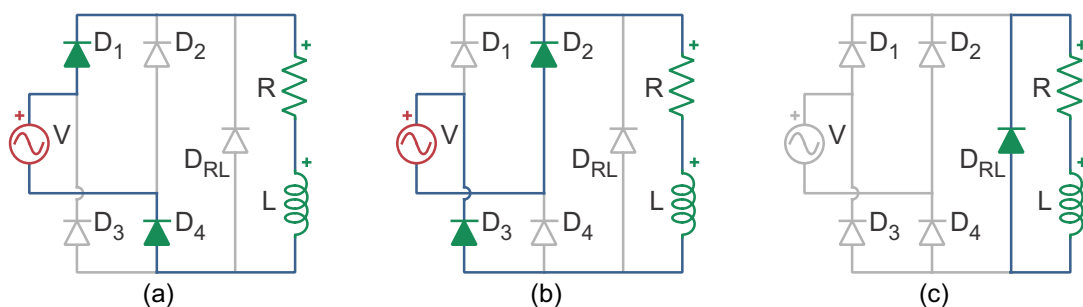 + V D1 D2 D3 D4 DRL + R + L
(a)
+ V D1 D2 D3 D4 DRL + R + L
(b)
+ V D1 D2 D3 D4 DRL + R + L
(c)